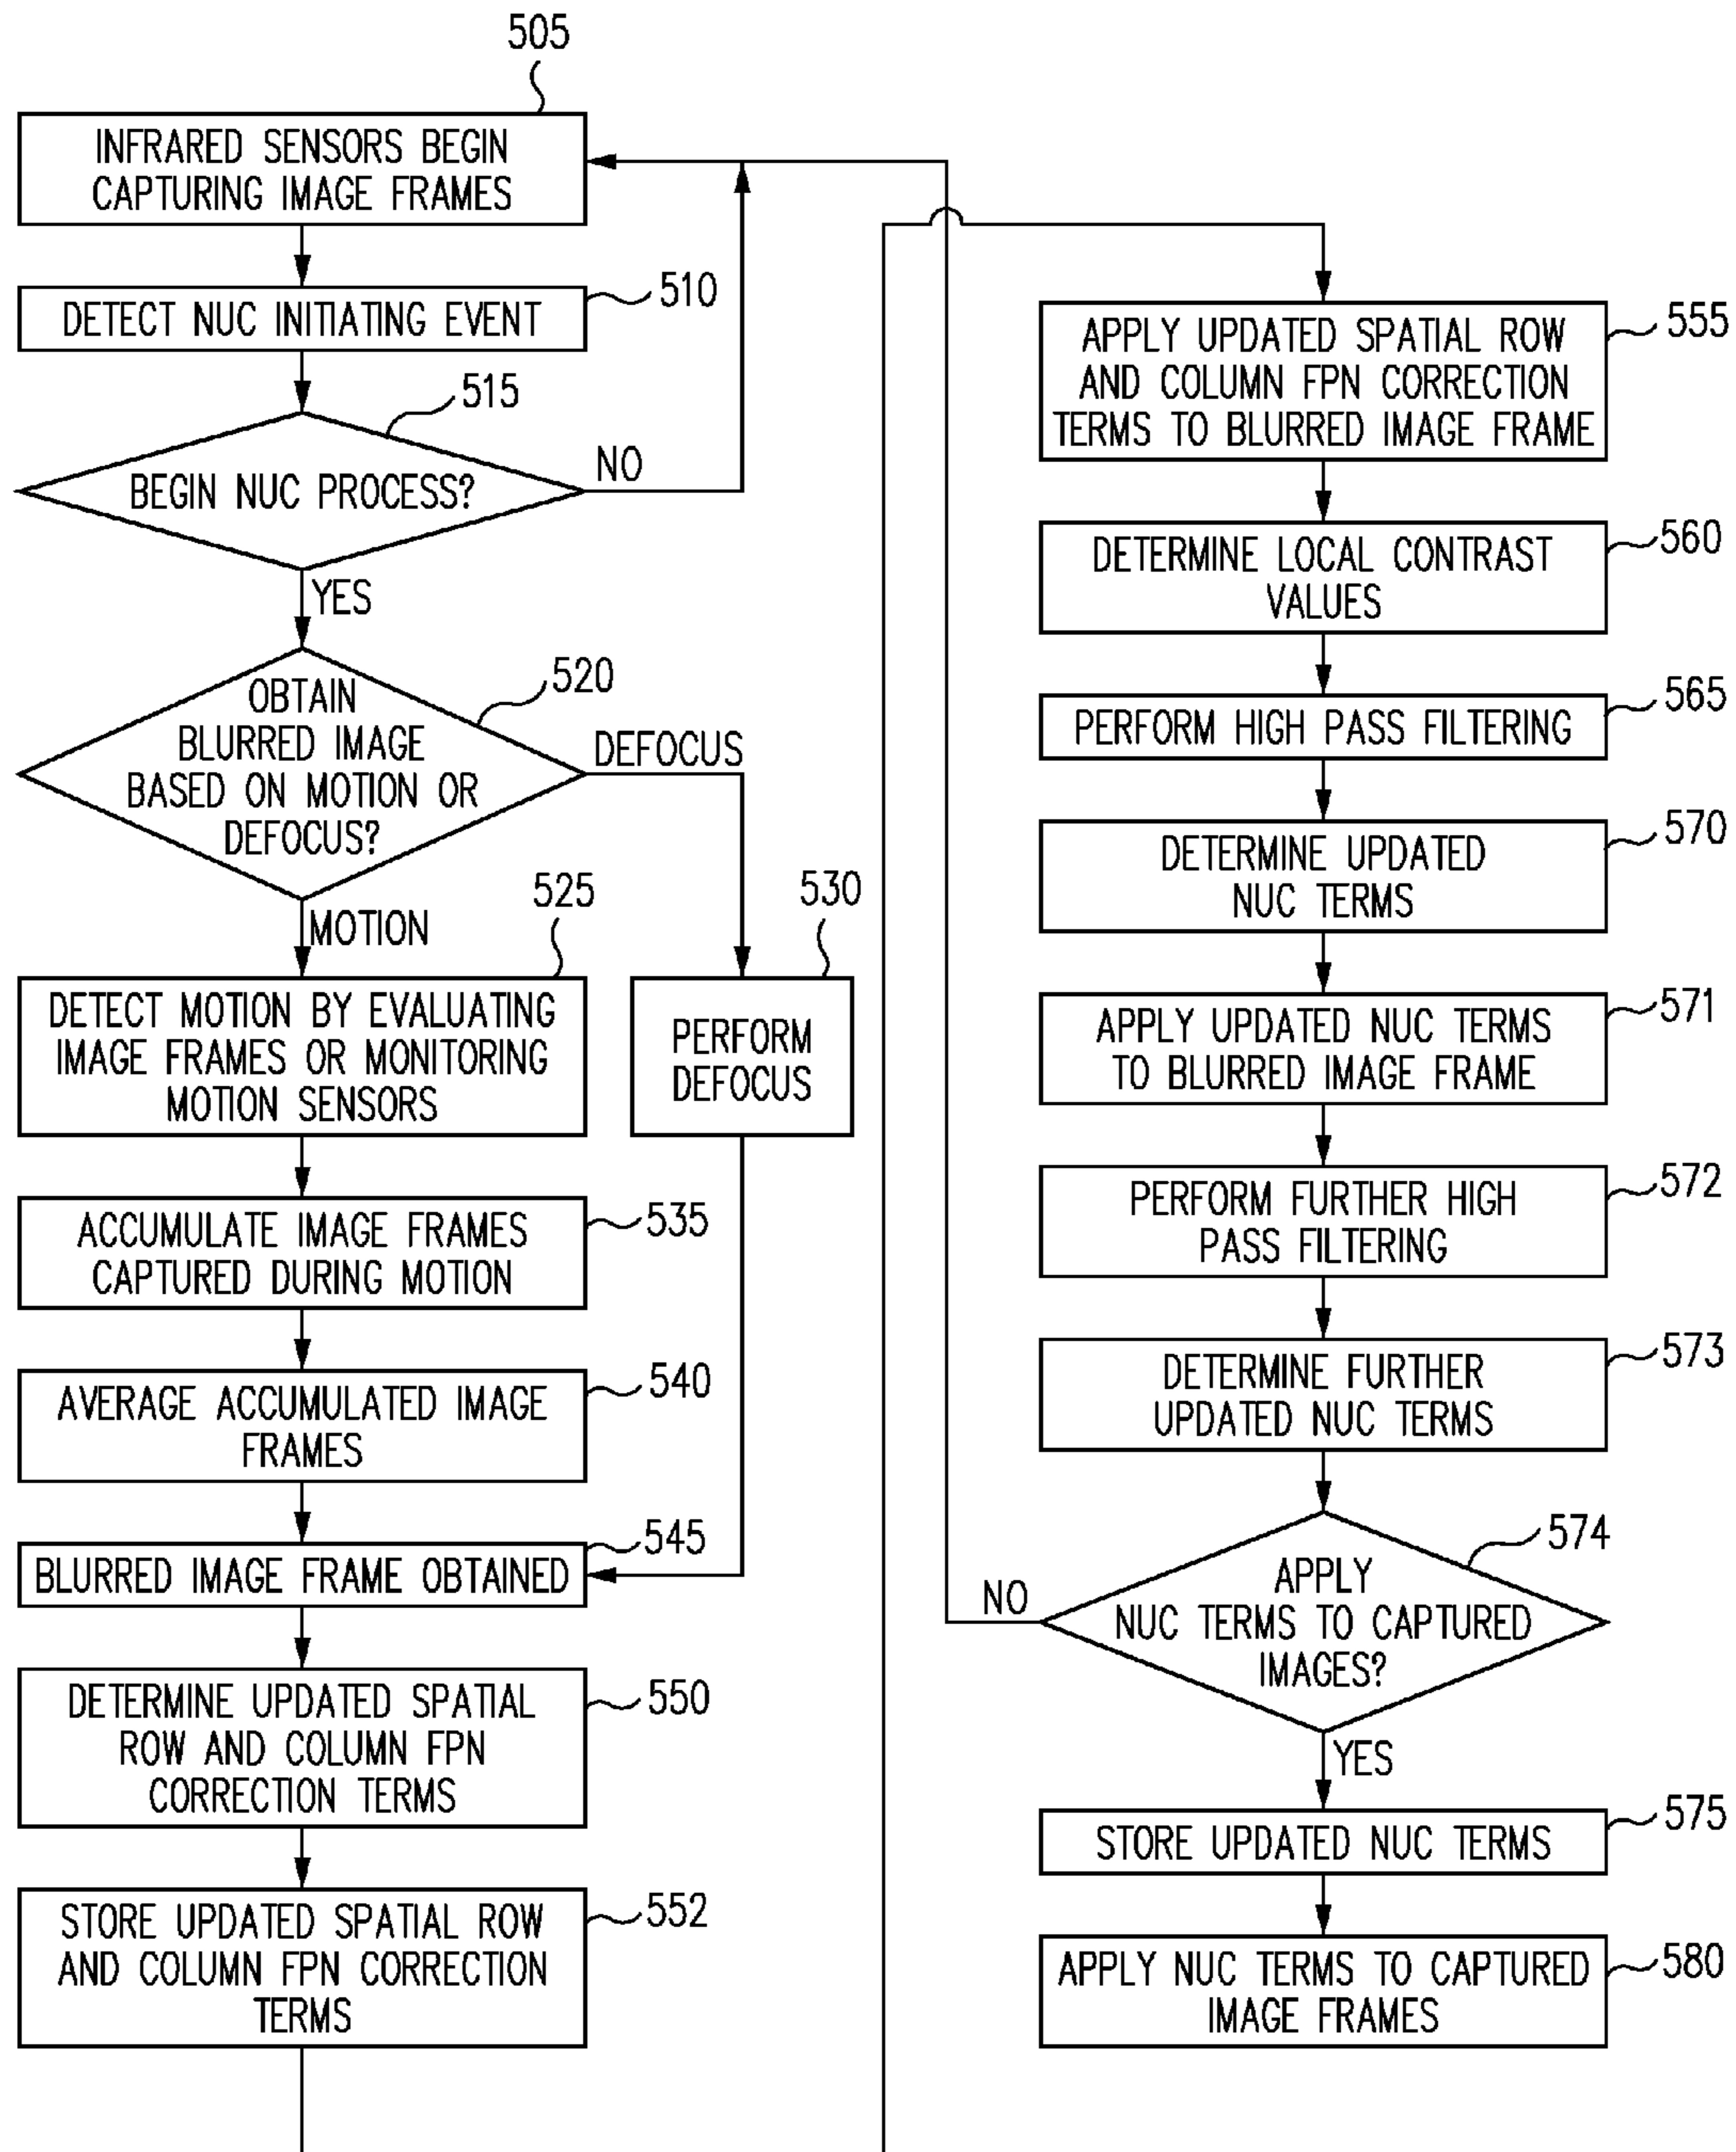 505
INFRARED SENSORS BEGIN
CAPTURING IMAGE FRAMES
DETECT NUC INITIATING EVENT
510
515
BEGIN NUC PROCESS?
NO
YES
520
OBTAIN
BLURRED IMAGE
BASED ON MOTION OR
DEFOCUS?
DEFOCUS
MOTION
525
DETECT MOTION BY EVALUATING
IMAGE FRAMES OR MONITORING
MOTION SENSORS
530
PERFORM
DEFOCUS
ACCUMULATE IMAGE FRAMES
CAPTURED DURING MOTION
535
AVERAGE ACCUMULATED IMAGE
FRAMES
540
BLURRED IMAGE FRAME OBTAINED
545
DETERMINE UPDATED SPATIAL
ROW AND COLUMN FPN
CORRECTION TERMS
550
STORE UPDATED SPATIAL ROW
AND COLUMN FPN CORRECTION
TERMS
552
APPLY UPDATED SPATIAL ROW
AND COLUMN FPN CORRECTION
TERMS TO BLURRED IMAGE FRAME
555
DETERMINE LOCAL CONTRAST
VALUES
560
PERFORM HIGH PASS FILTERING
565
DETERMINE UPDATED
NUC TERMS
570
APPLY UPDATED NUC TERMS
TO BLURRED IMAGE FRAME
571
PERFORM FURTHER HIGH
PASS FILTERING
572
DETERMINE FURTHER
UPDATED NUC TERMS
573
574
APPLY
NUC TERMS TO CAPTURED
IMAGES?
NO
YES
STORE UPDATED NUC TERMS
575
APPLY NUC TERMS TO CAPTURED
IMAGE FRAMES
580